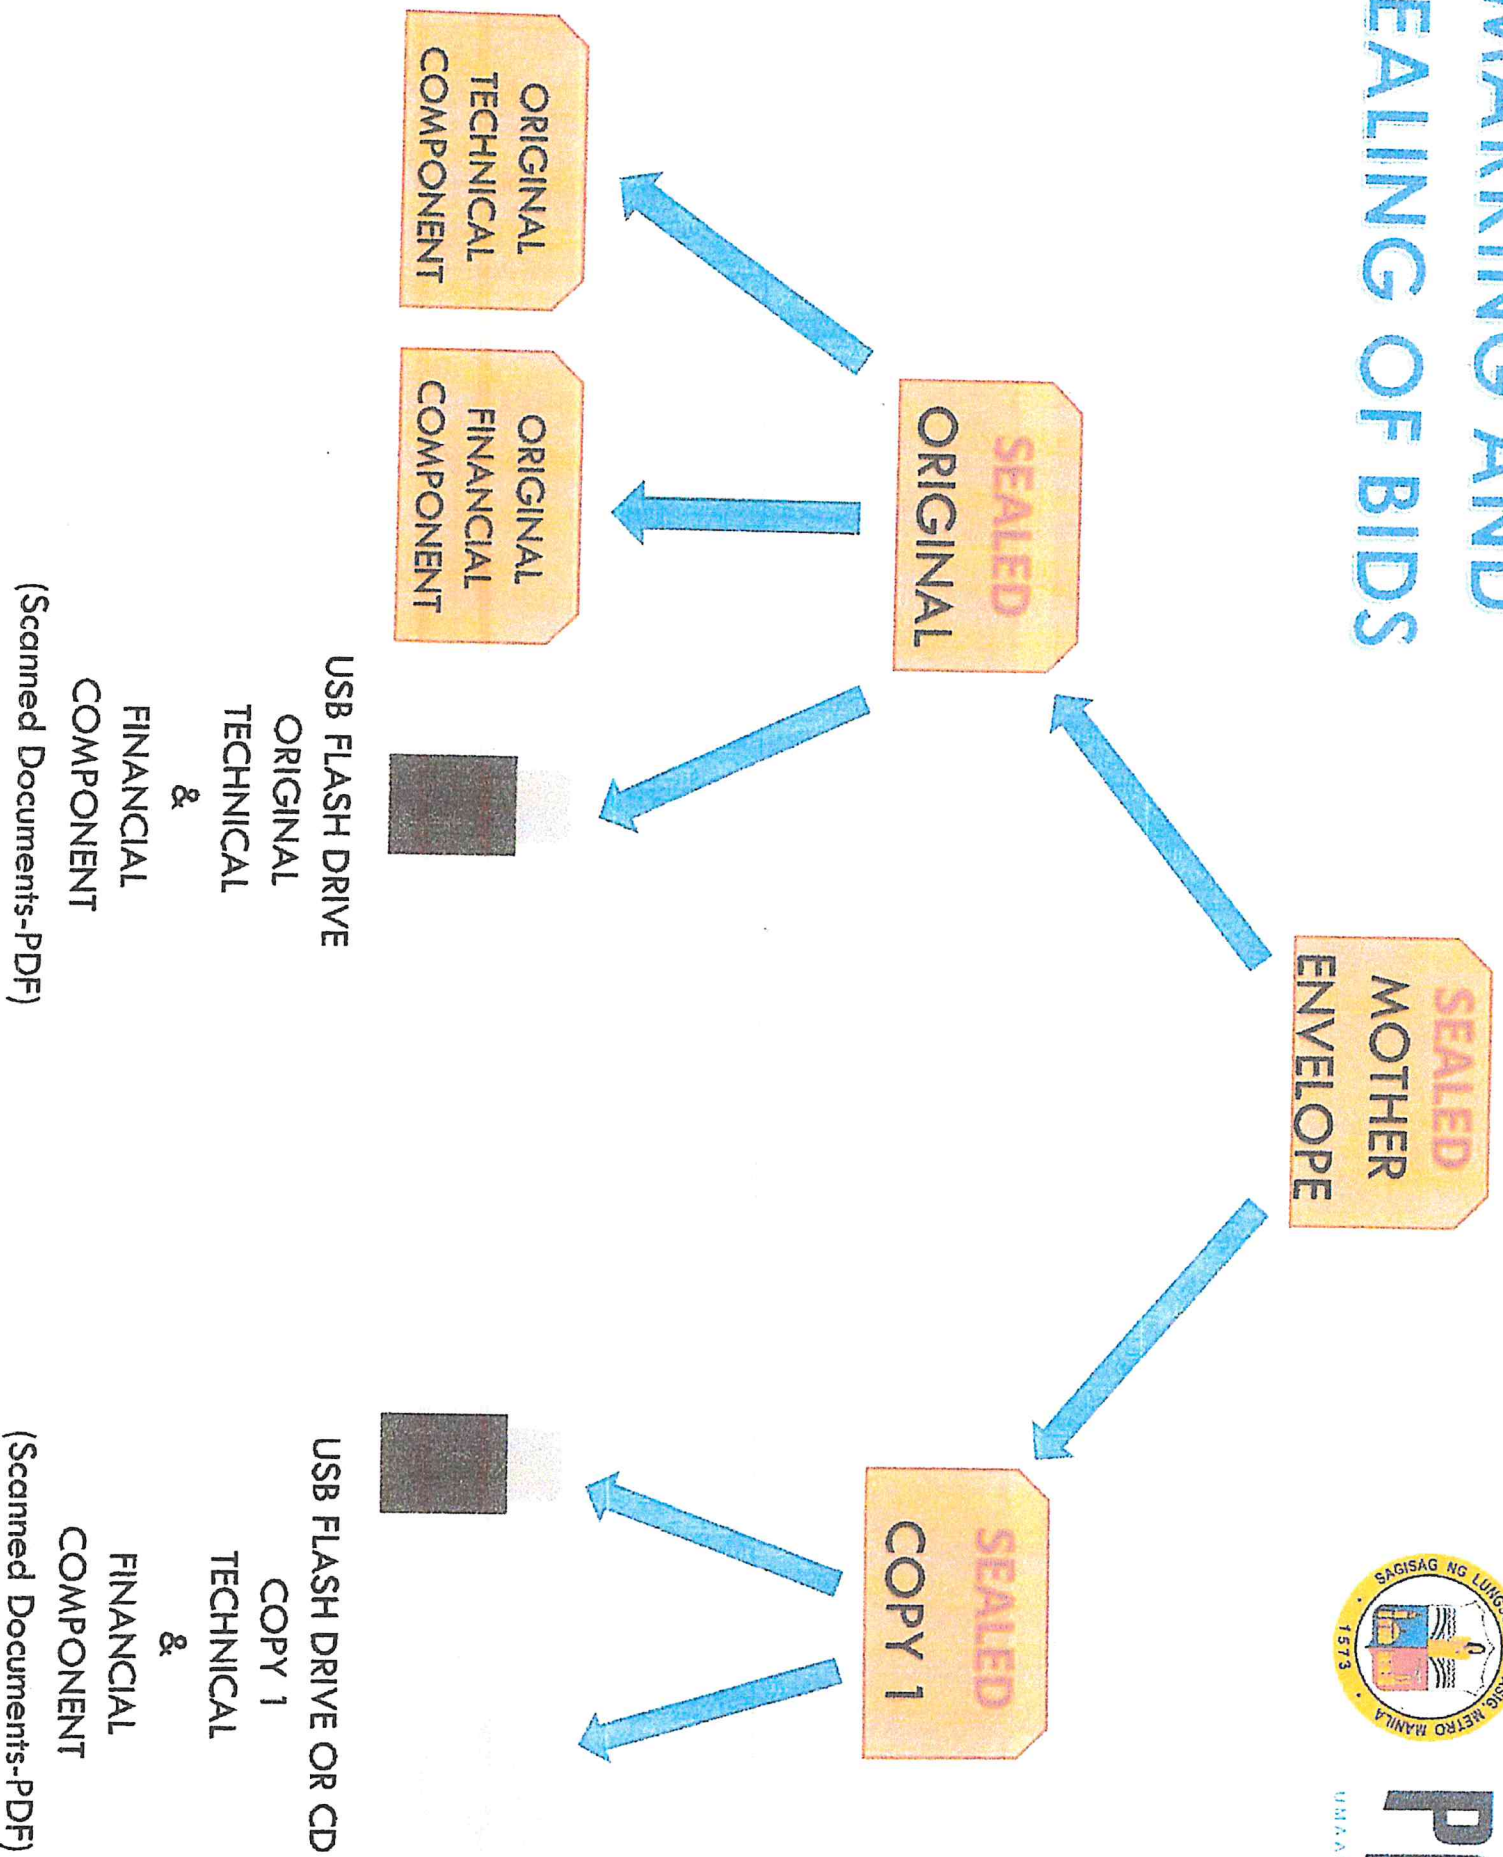 MARKING AND
EALING OF BIDS
SAGISAG NG
METRO MANILA
1573
SEALED
MOTHER
ENVELOPE
SEALED
ORIGINAL
SEALED
COPY 1
ORIGINAL
TECHNICAL
COMPONENT
ORIGINAL
FINANCIAL
COMPONENT
USB FLASH DRIVE
ORIGINAL
TECHNICAL
&
FINANCIAL
COMPONENT
(Scanned Documents-PDF)
USB FLASH DRIVE OR CD
COPY 1
TECHNICAL
&
FINANCIAL
COMPONENT
(Scanned Documents-PDF)